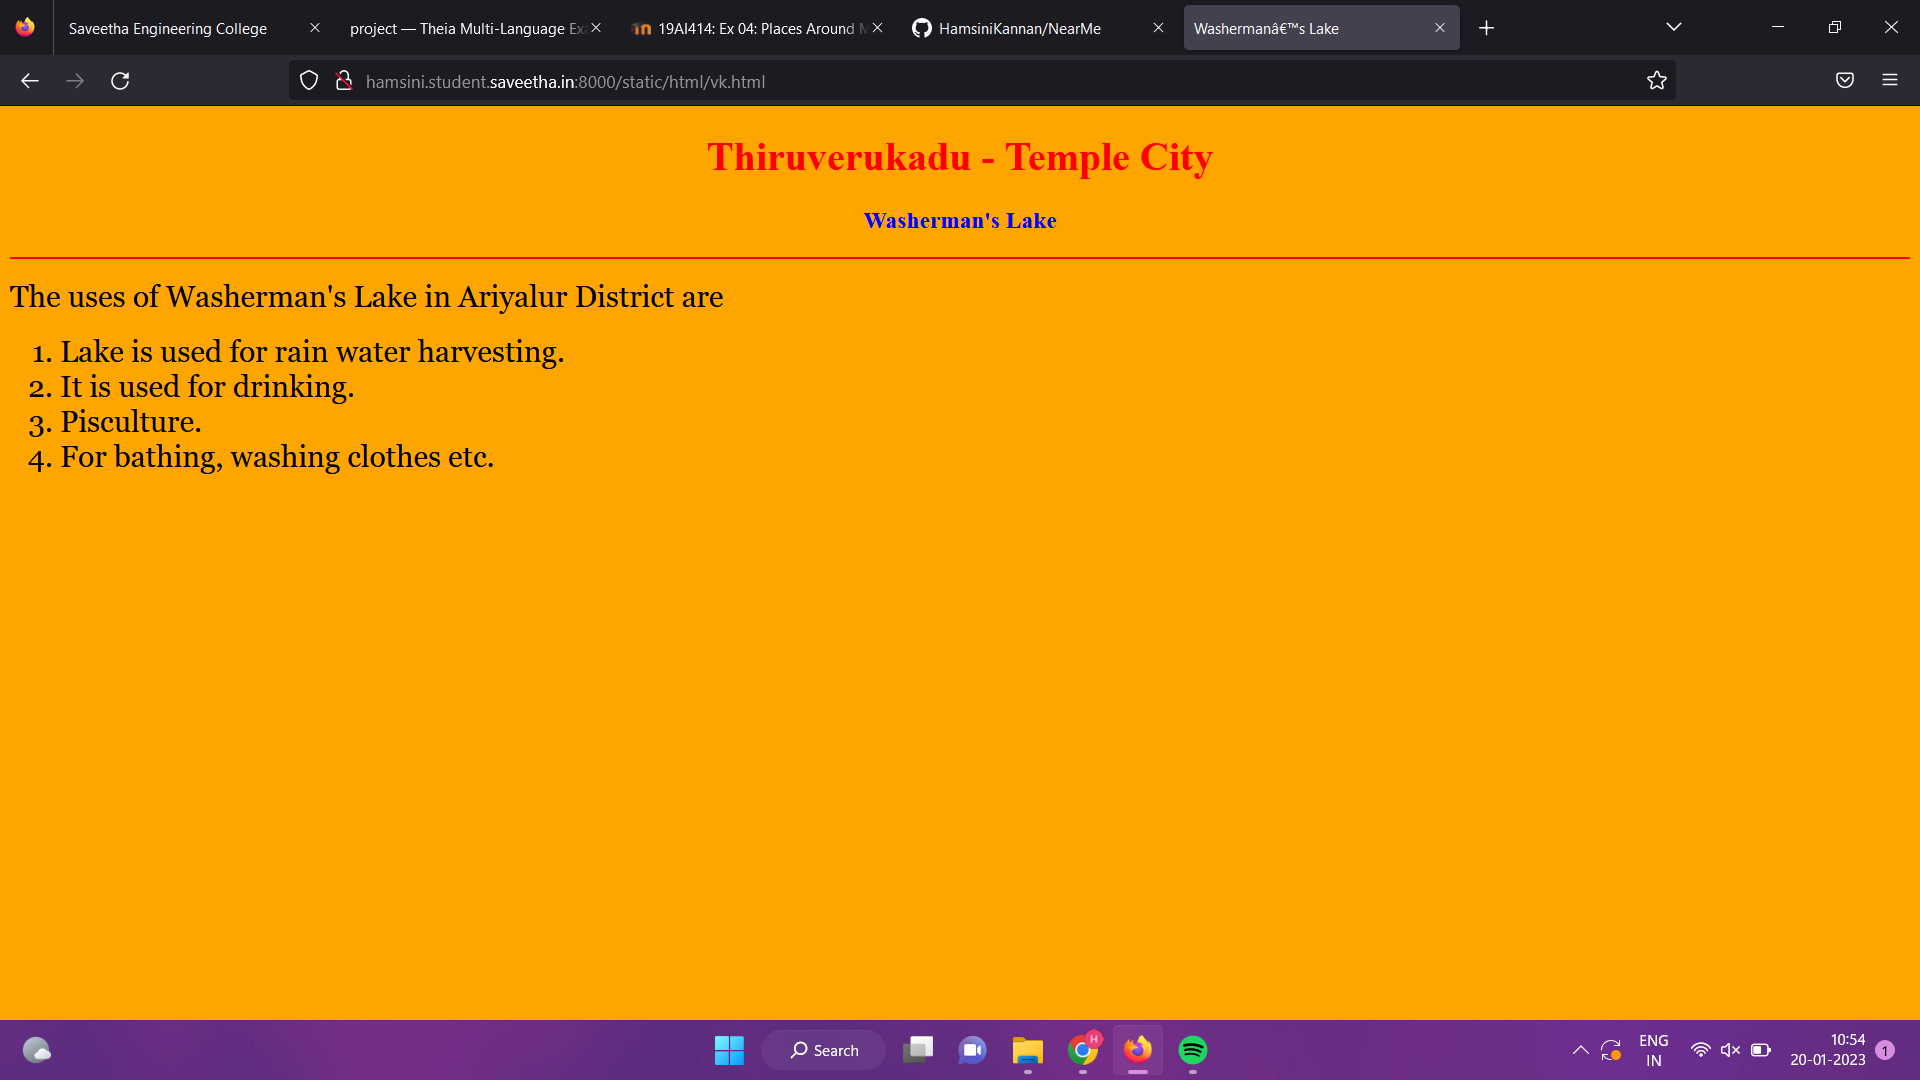 Saveetha Engineering College
project — Theia Multi-Language Exa
19AI414: Ex 04: Places Around M
HamsiniKannan/NearMe
Washermanâ€™s Lake
hamsini.student.saveetha.in:8000/static/html/vk.html
Thiruverukadu - Temple City
Washerman's Lake
The uses of Washerman's Lake in Ariyalur District are
1. Lake is used for rain water harvesting.
2. It is used for drinking.
3. Pisculture.
4. For bathing, washing clothes etc.
Search
H
ENG
IN
10:54
20-01-2023
1